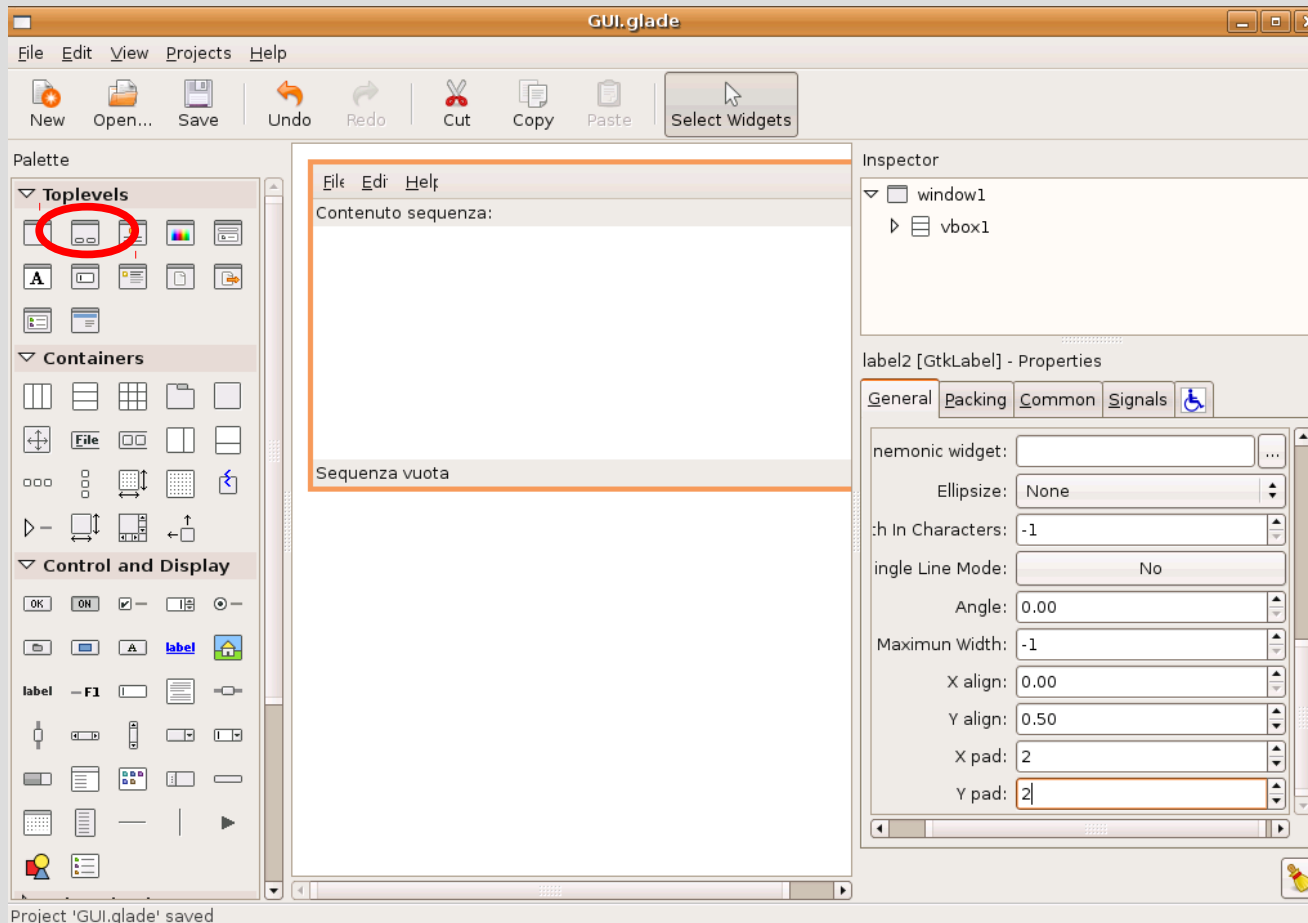 GUI.glade
File Edit View Projects Help
New Open... Save Undo Redo Cut Copy Paste Select Widgets
Palette
Toplevels
A
Containers
File
Control and Display
OK ON
A label
label F1
File Edi Help
Contenuto sequenza:
Sequenza vuota
Inspector
window1
vbox1
label2 [GtkLabel] - Properties
General Packing Common Signals
nemonic widget: ...
Ellipsize: None
th In Characters: -1
ingle Line Mode: No
Angle: 0.00
Maximun Width: -1
X align: 0.00
Y align: 0.50
X pad: 2
Y pad: 2
Project 'GUI.glade' saved